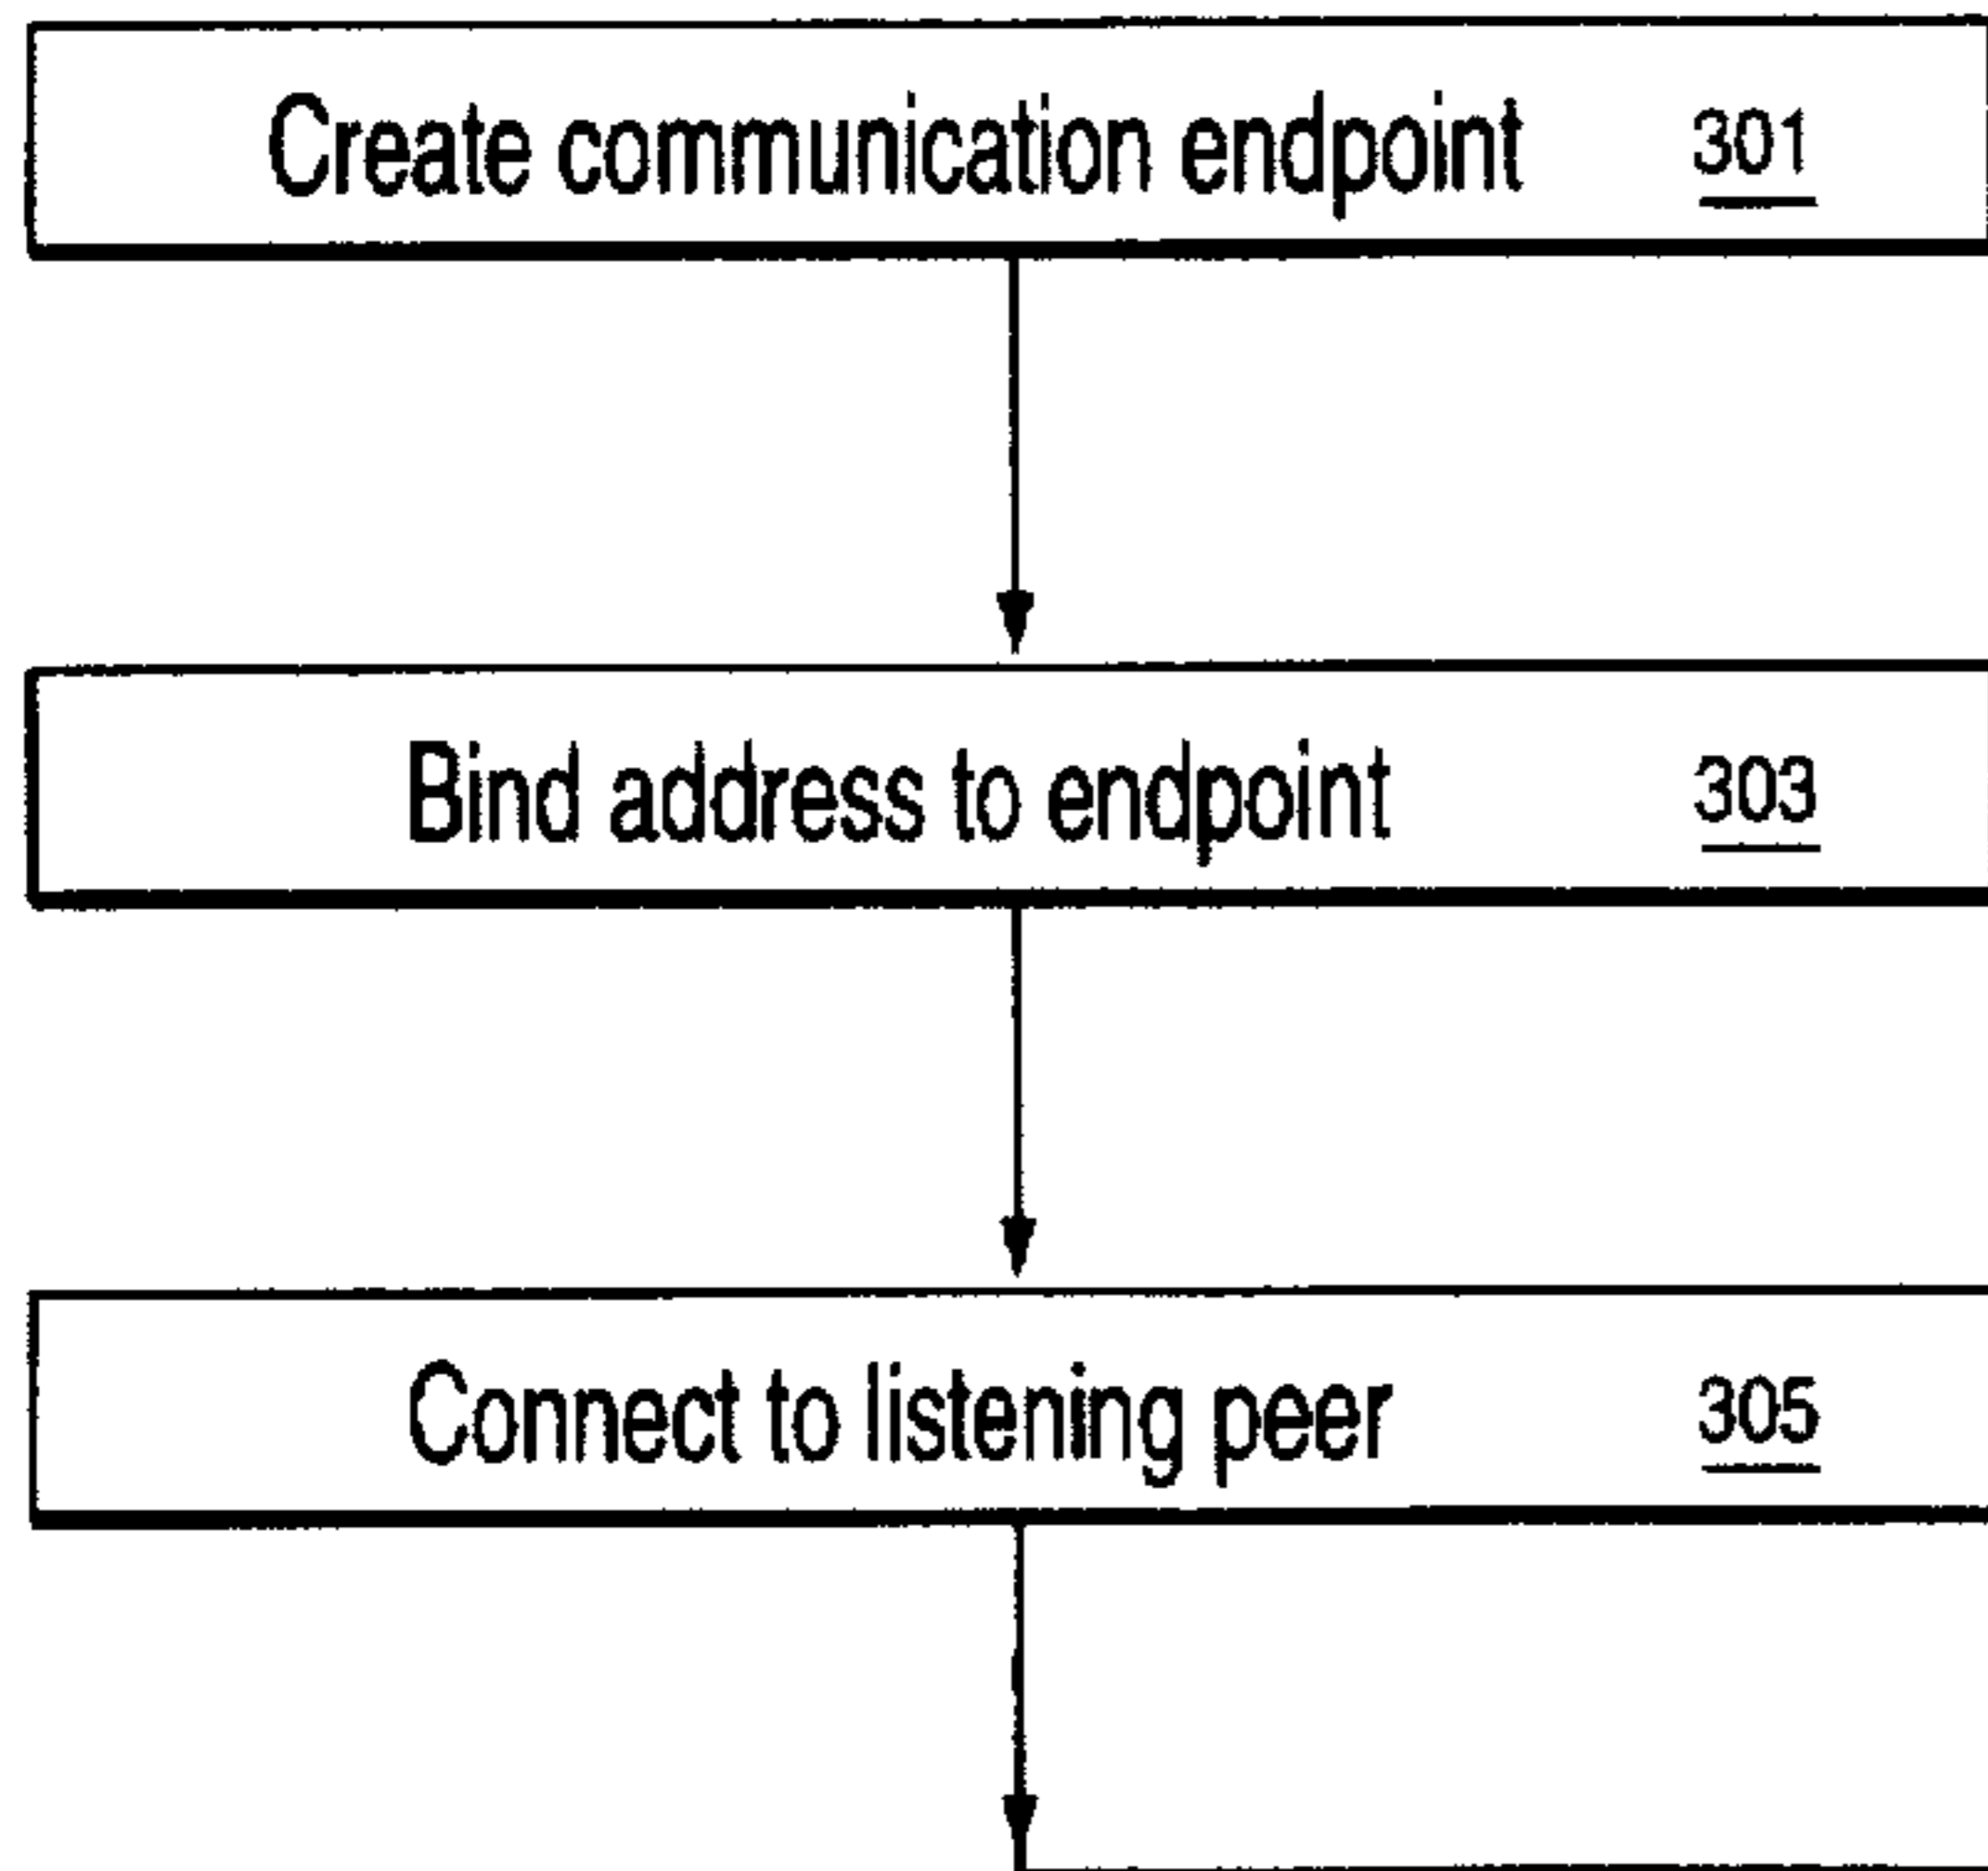 Create communication endpoint 301
Bind address to endpoint 303
Connect to listening peer 305